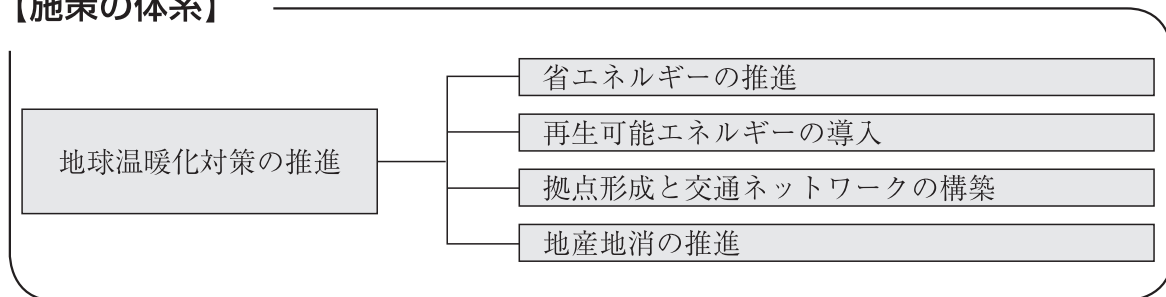 【施策の体系】
省エネルギーの推進
再生可能エネルギーの導入
地球温暖化対策の推進
拠点形成と交通ネットワークの構築
地産地消の推進